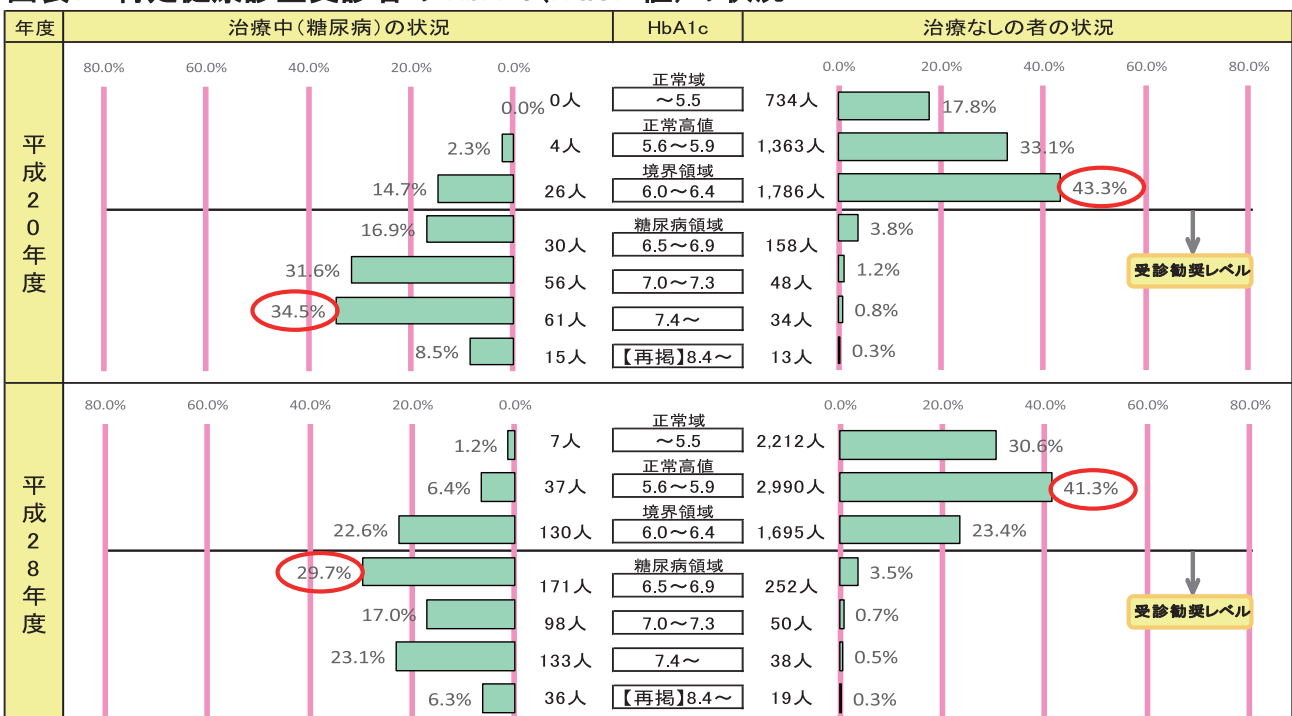 年度 治療中(糖尿病)の状況 HbA1c 治療なしの者の状況
平成20年度
80.0% 60.0% 40.0% 20.0% 0.0% 0.0% 20.0% 40.0% 60.0% 80.0%
正常域
0.0% 0人 ~5.5 734人 17.8%
正常高値
2.3% 4人 5.6~5.9 1,363人 33.1%
境界領域
14.7% 26人 6.0~6.4 1,786人 43.3%
糖尿病領域
16.9% 30人 6.5~6.9 158人 3.8%
31.6% 56人 7.0~7.3 48人 1.2%
受診勧奨レベル
34.5% 61人 7.4~ 34人 0.8%
8.5% 15人 【再掲】8.4~ 13人 0.3%
平成28年度
80.0% 60.0% 40.0% 20.0% 0.0% 0.0% 20.0% 40.0% 60.0% 80.0%
正常域
1.2% 7人 ~5.5 2,212人 30.6%
正常高値
6.4% 37人 5.6~5.9 2,990人 41.3%
境界領域
22.6% 130人 6.0~6.4 1,695人 23.4%
糖尿病領域
29.7% 171人 6.5~6.9 252人 3.5%
17.0% 98人 7.0~7.3 50人 0.7%
受診勧奨レベル
23.1% 133人 7.4~ 38人 0.5%
6.3% 36人 【再掲】8.4~ 19人 0.3%